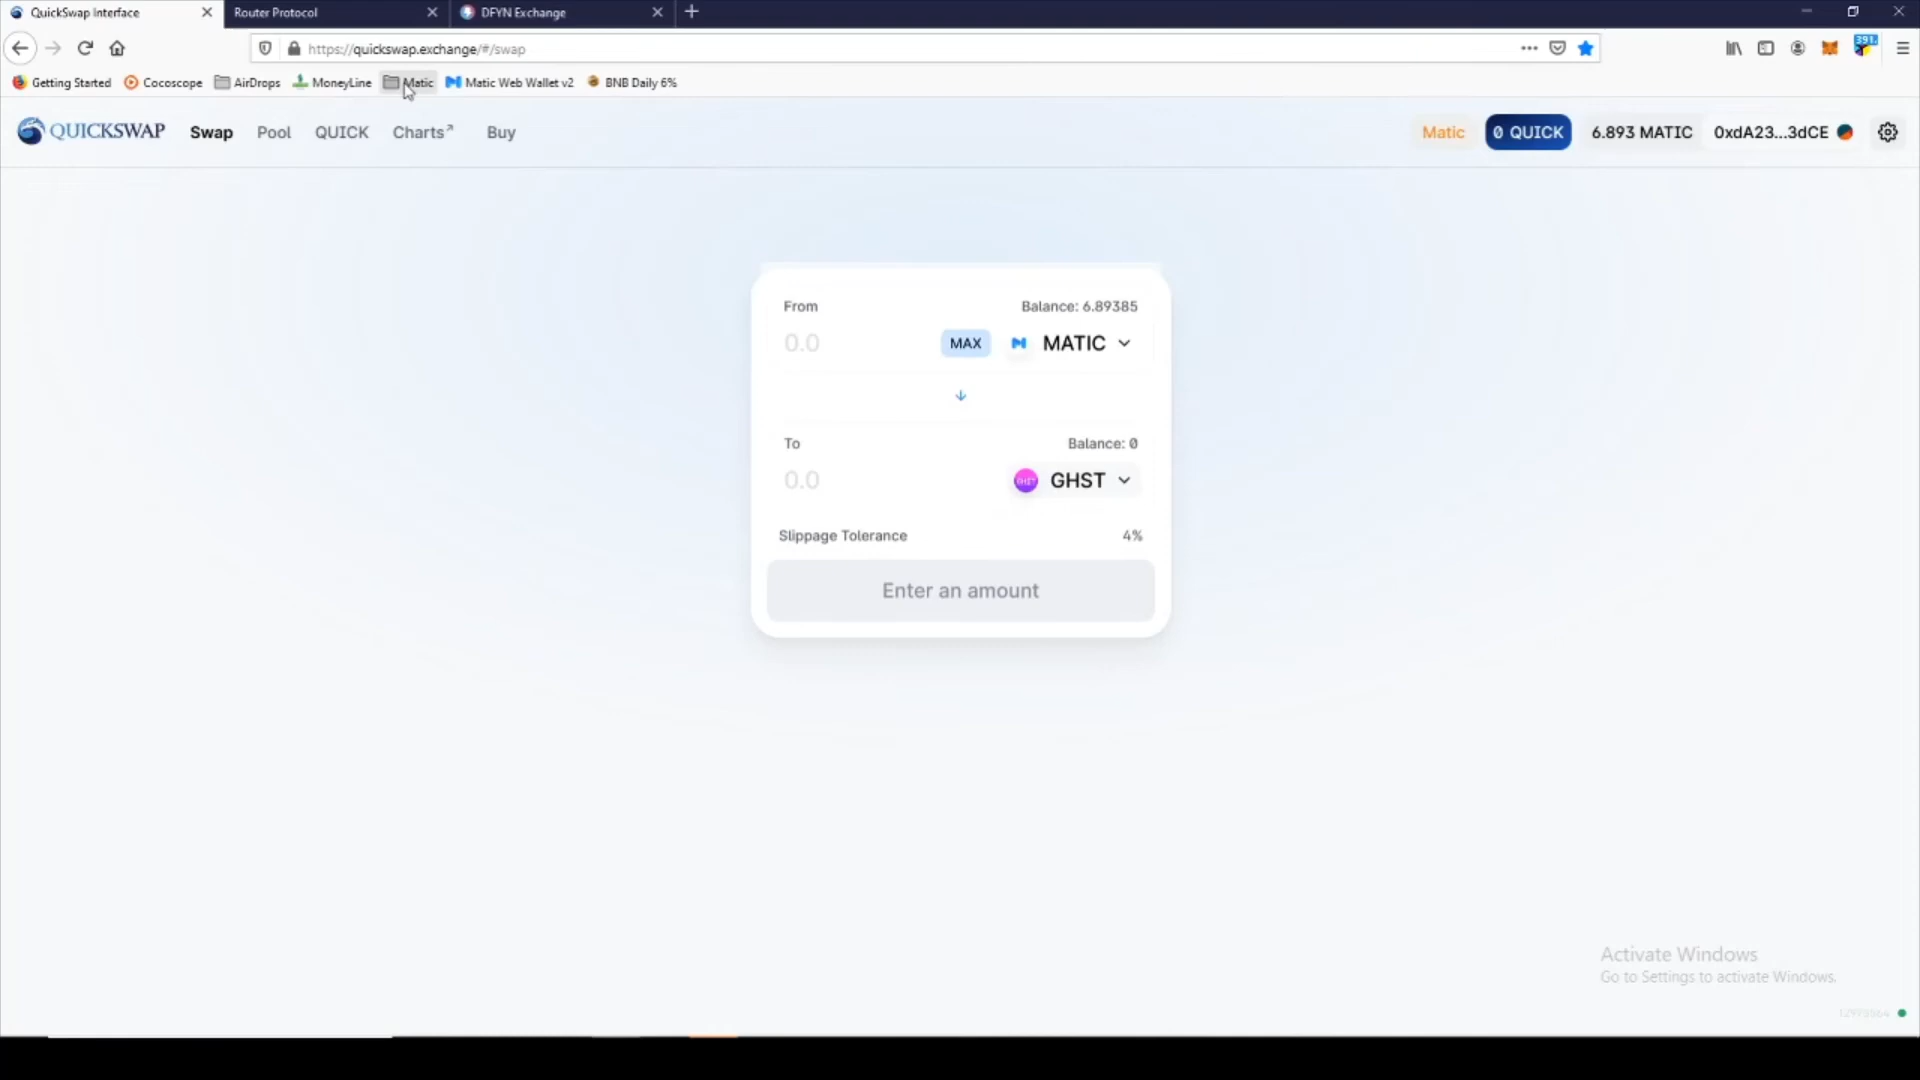 QuickSwap Interface
Router Protocol
DFYN Exchange
https://quickswap.exchange/#/swap
391.
Getting Started
Cocoscope
AirDrops
MoneyLine
Matic
Matic Web Wallet v2
BNB Daily 6%
QUICKSWAP
Swap
Pool
QUICK
Charts↗
Buy
Matic
0 QUICK
6.893 MATIC
0xdA23...3dCE
From
Balance: 6.89385
0.0
MAX
MATIC
To
Balance: 0
0.0
GHST
Slippage Tolerance
4%
Enter an amount
Activate Windows
Go to Settings to activate Windows.